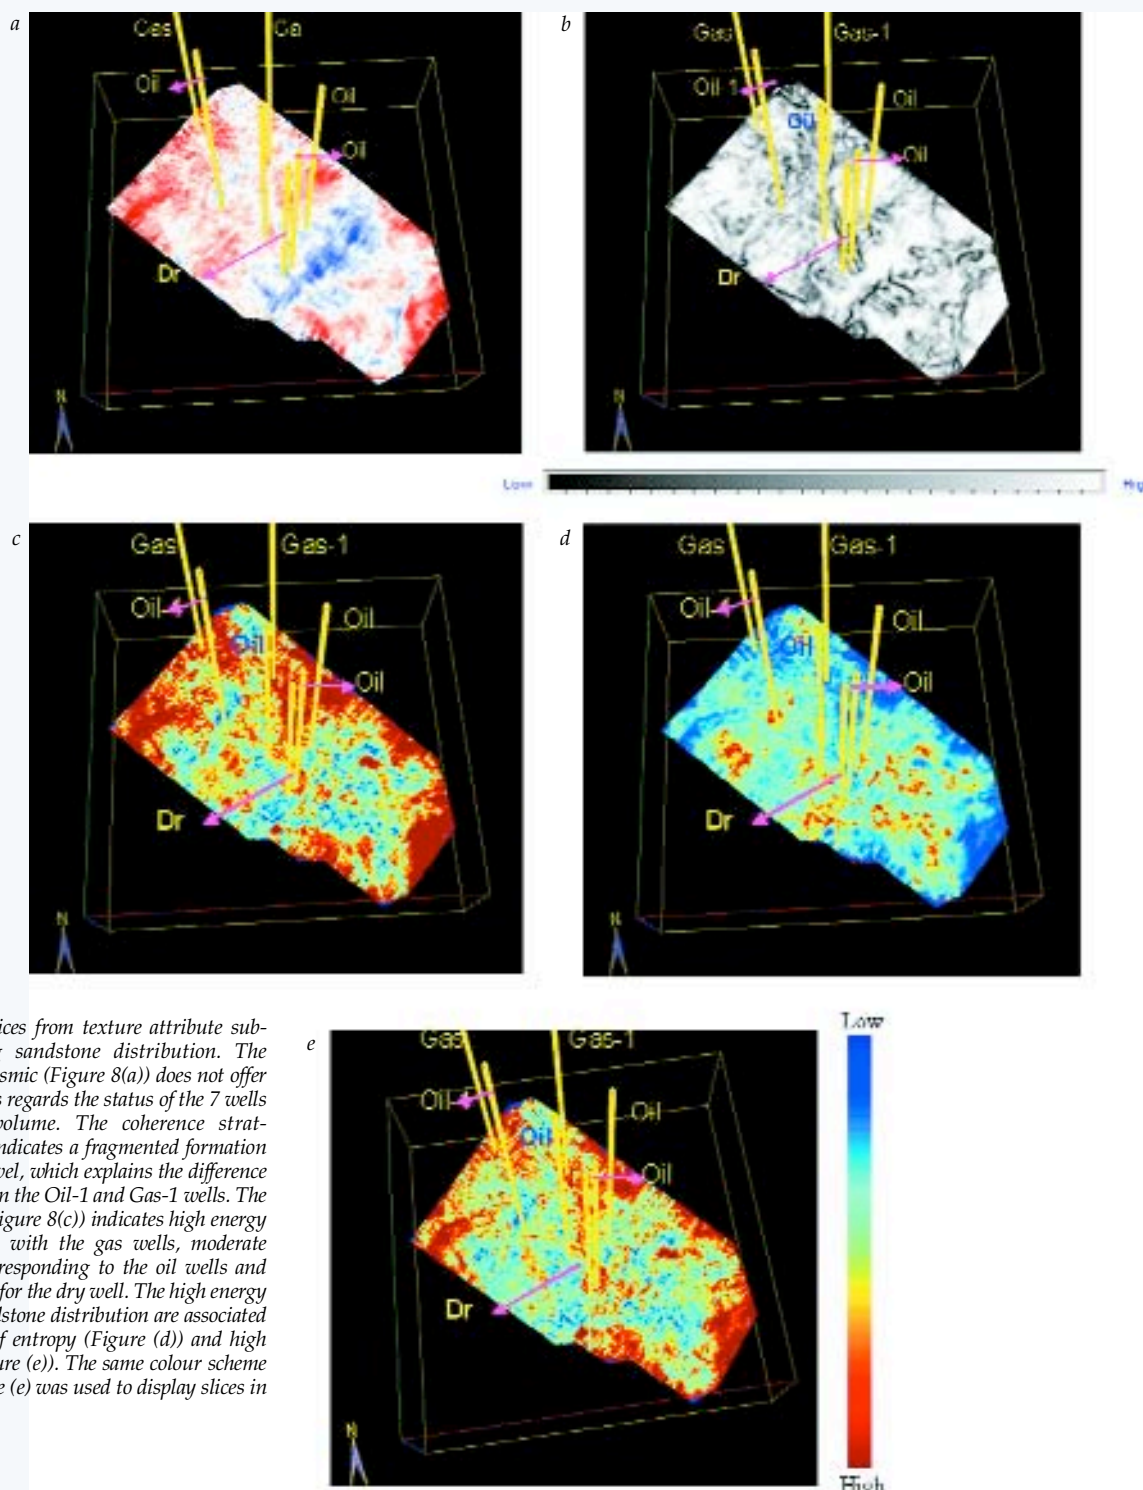 a
Gas
Ga
Oil
Oil
Oil
Dr
N
b
Gas
Gas-1
Oil-1
Oil
Oil
Oil
Dr
N
Low
Hig
c
Gas
Gas-1
Oil
Oil
Oil
Oil
Dr
N
d
Gas
Gas-1
Oil
Oil
Oil
Oil
Dr
N
ices from texture attribute sub-
sandstone distribution. The
smic (Figure 8(a)) does not offer
s regards the status of the 7 wells
volume. The coherence strat-
ndicates a fragmented formation
vel, which explains the difference
n the Oil-1 and Gas-1 wells. The
igure 8(c)) indicates high energy
with the gas wells, moderate
responding to the oil wells and
for the dry well. The high energy
dstone distribution are associated
of entropy (Figure (d)) and high
ure (e)). The same colour scheme
e (e) was used to display slices in
e
Gas
Gas-1
Oil
Oil
Oil
Oil
Dr
N
Low
High